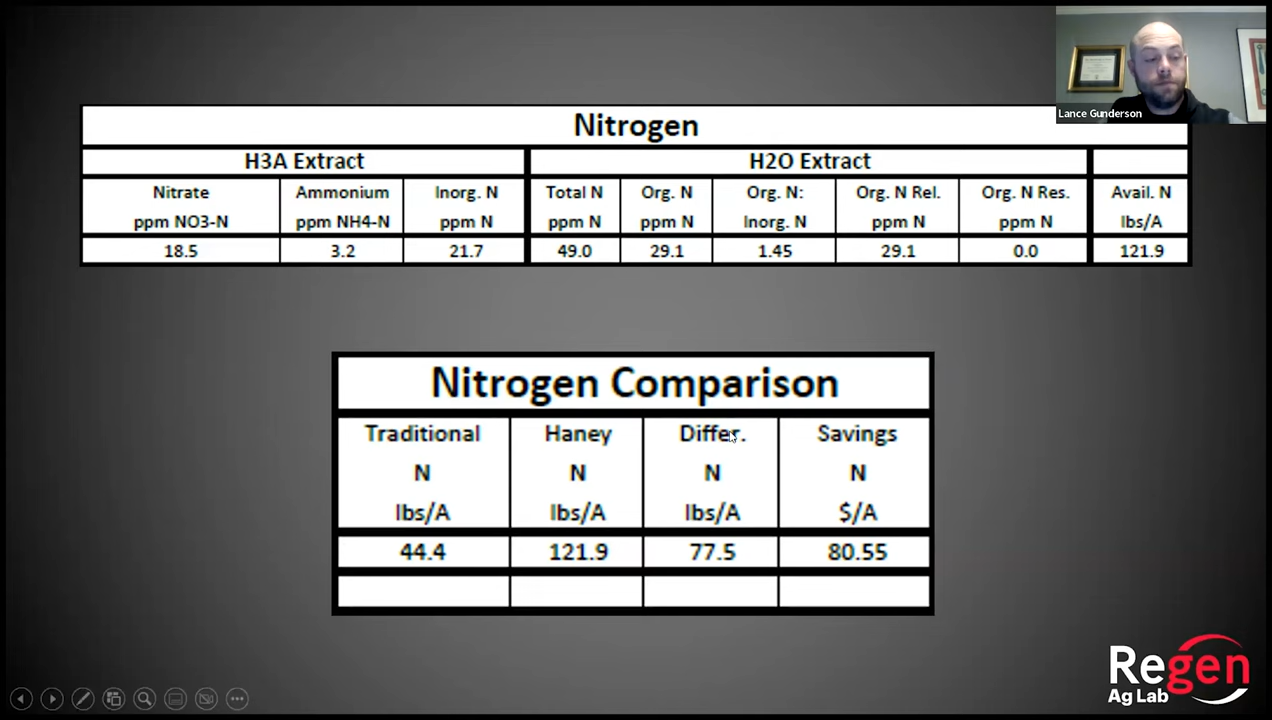 Lance Gunderson
Nitrogen
H3A Extract H2O Extract
Nitrate Ammonium Inorg. N Total N Org. N Org. N: Org. N Rel. Org. N Res. Avail. N
ppm NO3-N ppm NH4-N ppm N ppm N ppm N Inorg. N ppm N ppm N lbs/A
18.5 3.2 21.7 49.0 29.1 1.45 29.1 0.0 121.9
Nitrogen Comparison
Traditional Haney Differ. Savings
N N N N
lbs/A lbs/A lbs/A $/A
44.4 121.9 77.5 80.55
Regen
Ag Lab